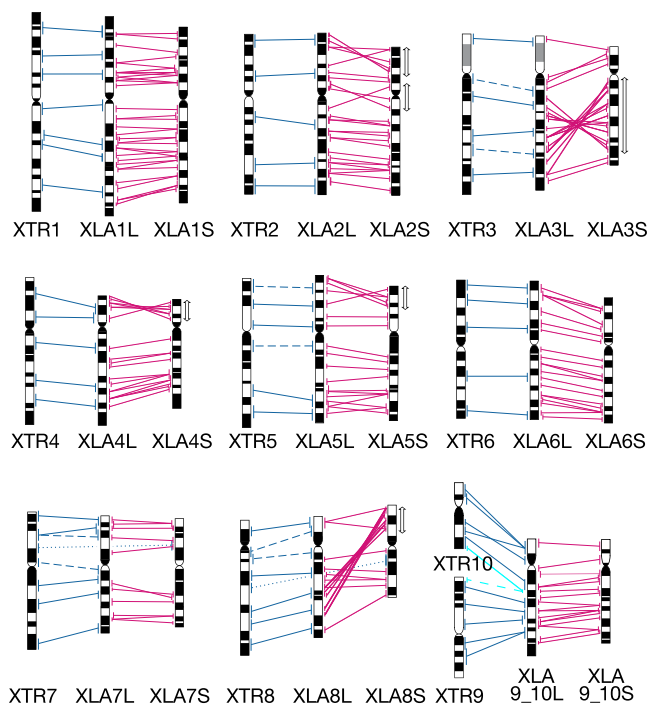 XTR1 XLA1L XLA1S XTR2 XLA2L XLA2S XTR3 XLA3L XLA3S
XTR4 XLA4L XLA4S XTR5 XLA5L XLA5S XTR6 XLA6L XLA6S
XTR10
XTR7 XLA7L XLA7S XTR8 XLA8L XLA8S XTR9 XLA XLA
9_10L 9_10S